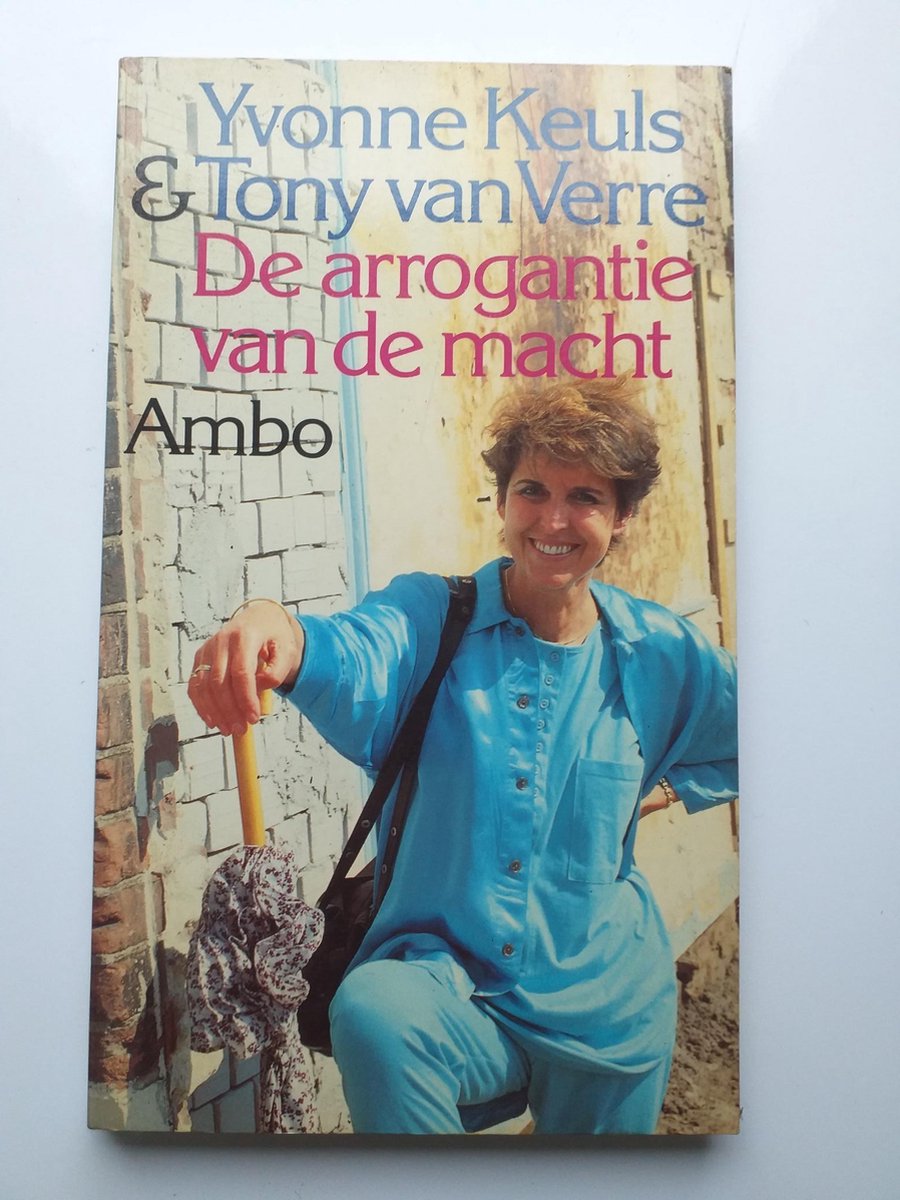 Yvonne Keuls
& Tony van Verre
De arrogantie
van de macht
Ambo